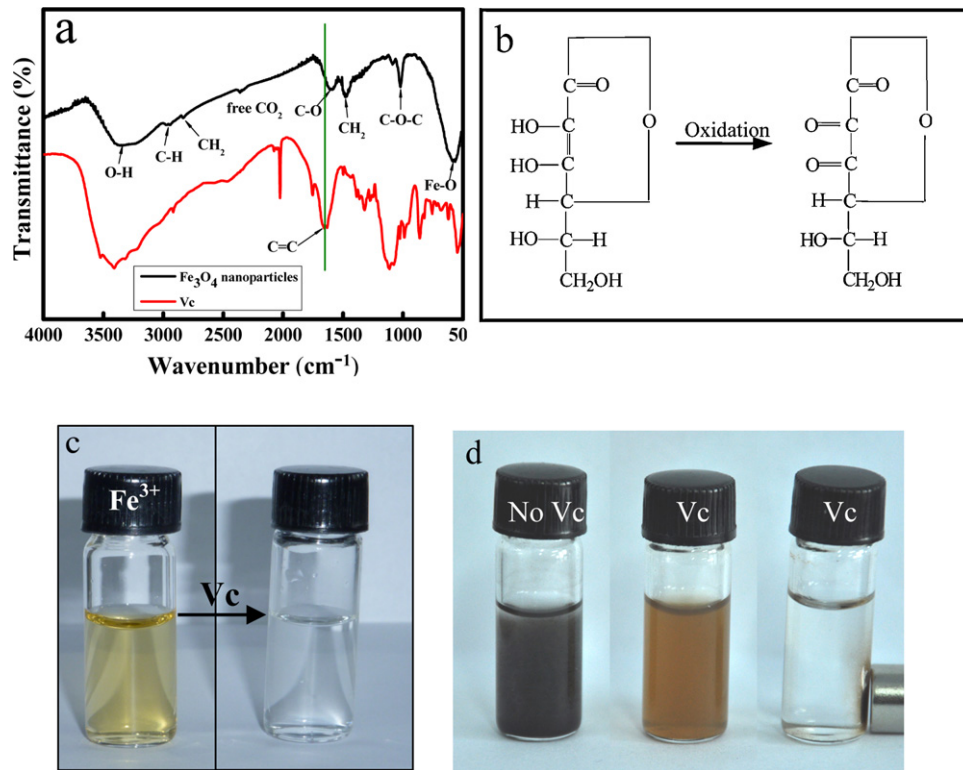 a
Transmittance (%)
free CO2
C-O
CH2
C-O-C
O-H
C-H
CH2
Fe-O
C=C
Fe3O4 nanoparticles
Vc
4000 3500 3000 2500 2000 1500 1000 50
Wavenumber (cm-1)
b
C=O
HO-C
HO-C
H-C
HO-C-H
CH2OH
O
Oxidation
C=O
O=C
O=C
H-C
HO-C-H
CH2OH
O
c
Fe3+
Vc
d
No Vc
Vc
Vc